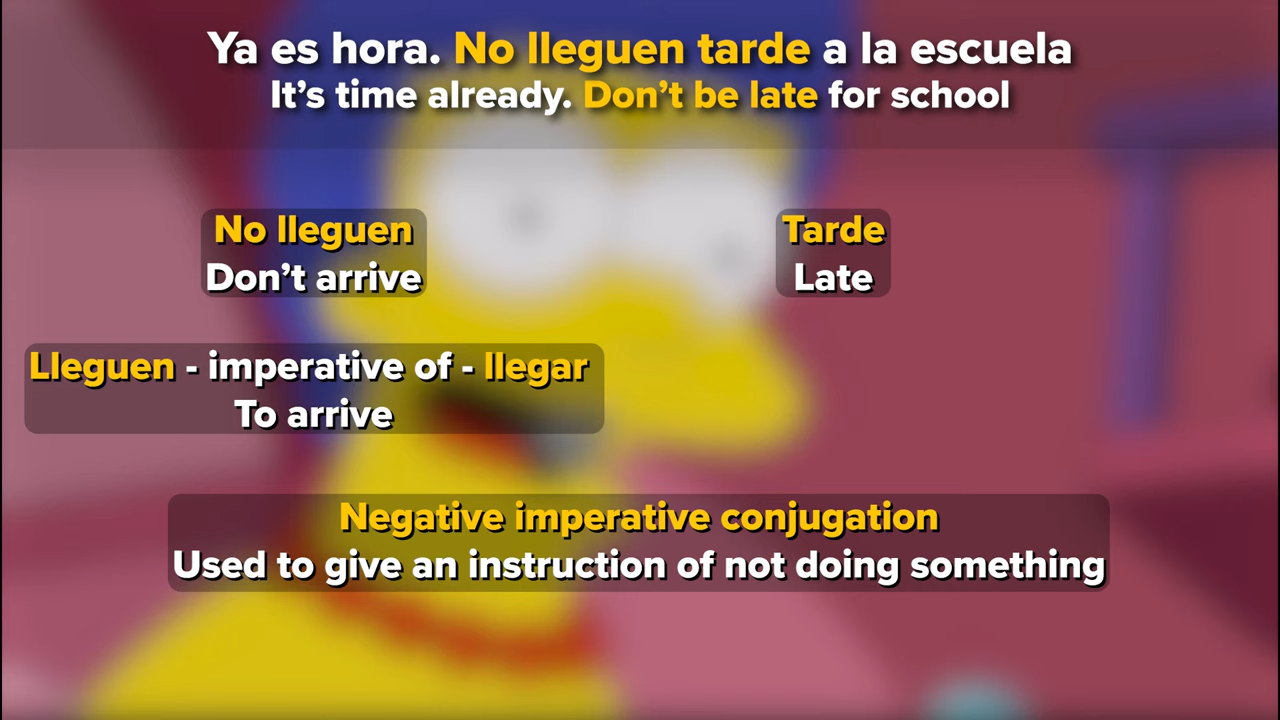 Ya es hora. No lleguen tarde a la escuela
It's time already. Don't be late for school
No lleguen
Don't arrive
Tarde
Late
Lleguen - imperative of - llegar
To arrive
Negative imperative conjugation
Used to give an instruction of not doing something